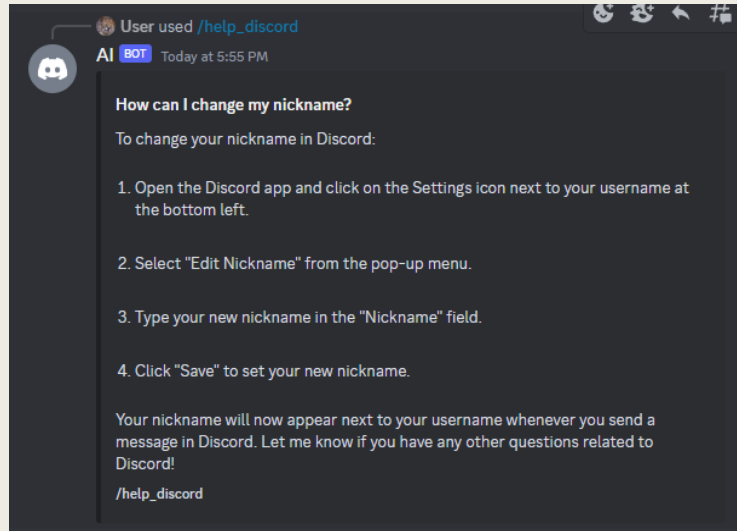 User used /help_discord
AI BOT Today at 5:55 PM
How can I change my nickname?
To change your nickname in Discord:
1. Open the Discord app and click on the Settings icon next to your username at
the bottom left.
2. Select "Edit Nickname" from the pop-up menu.
3. Type your new nickname in the "Nickname" field.
4. Click "Save" to set your new nickname.
Your nickname will now appear next to your username whenever you send a
message in Discord. Let me know if you have any other questions related to
Discord!
/help_discord